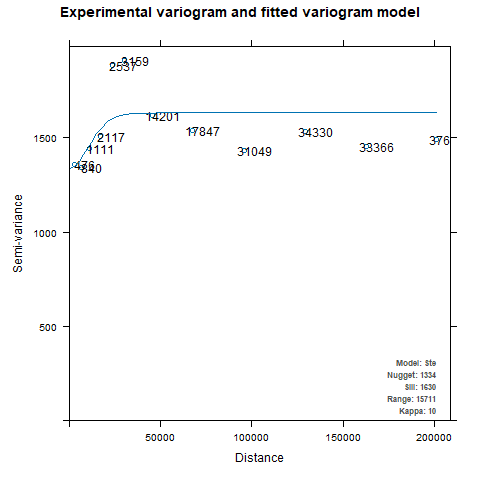 Experimental variogram and fitted variogram model
3159
2537
14201
17847
2117
34330
376
1111
33366
31049
476
840
1500
1000
500
Semi-variance
Model: Ste
Nugget: 1334
Sill: 1630
Range: 15711
Kappa: 10
50000 100000 150000 200000
Distance